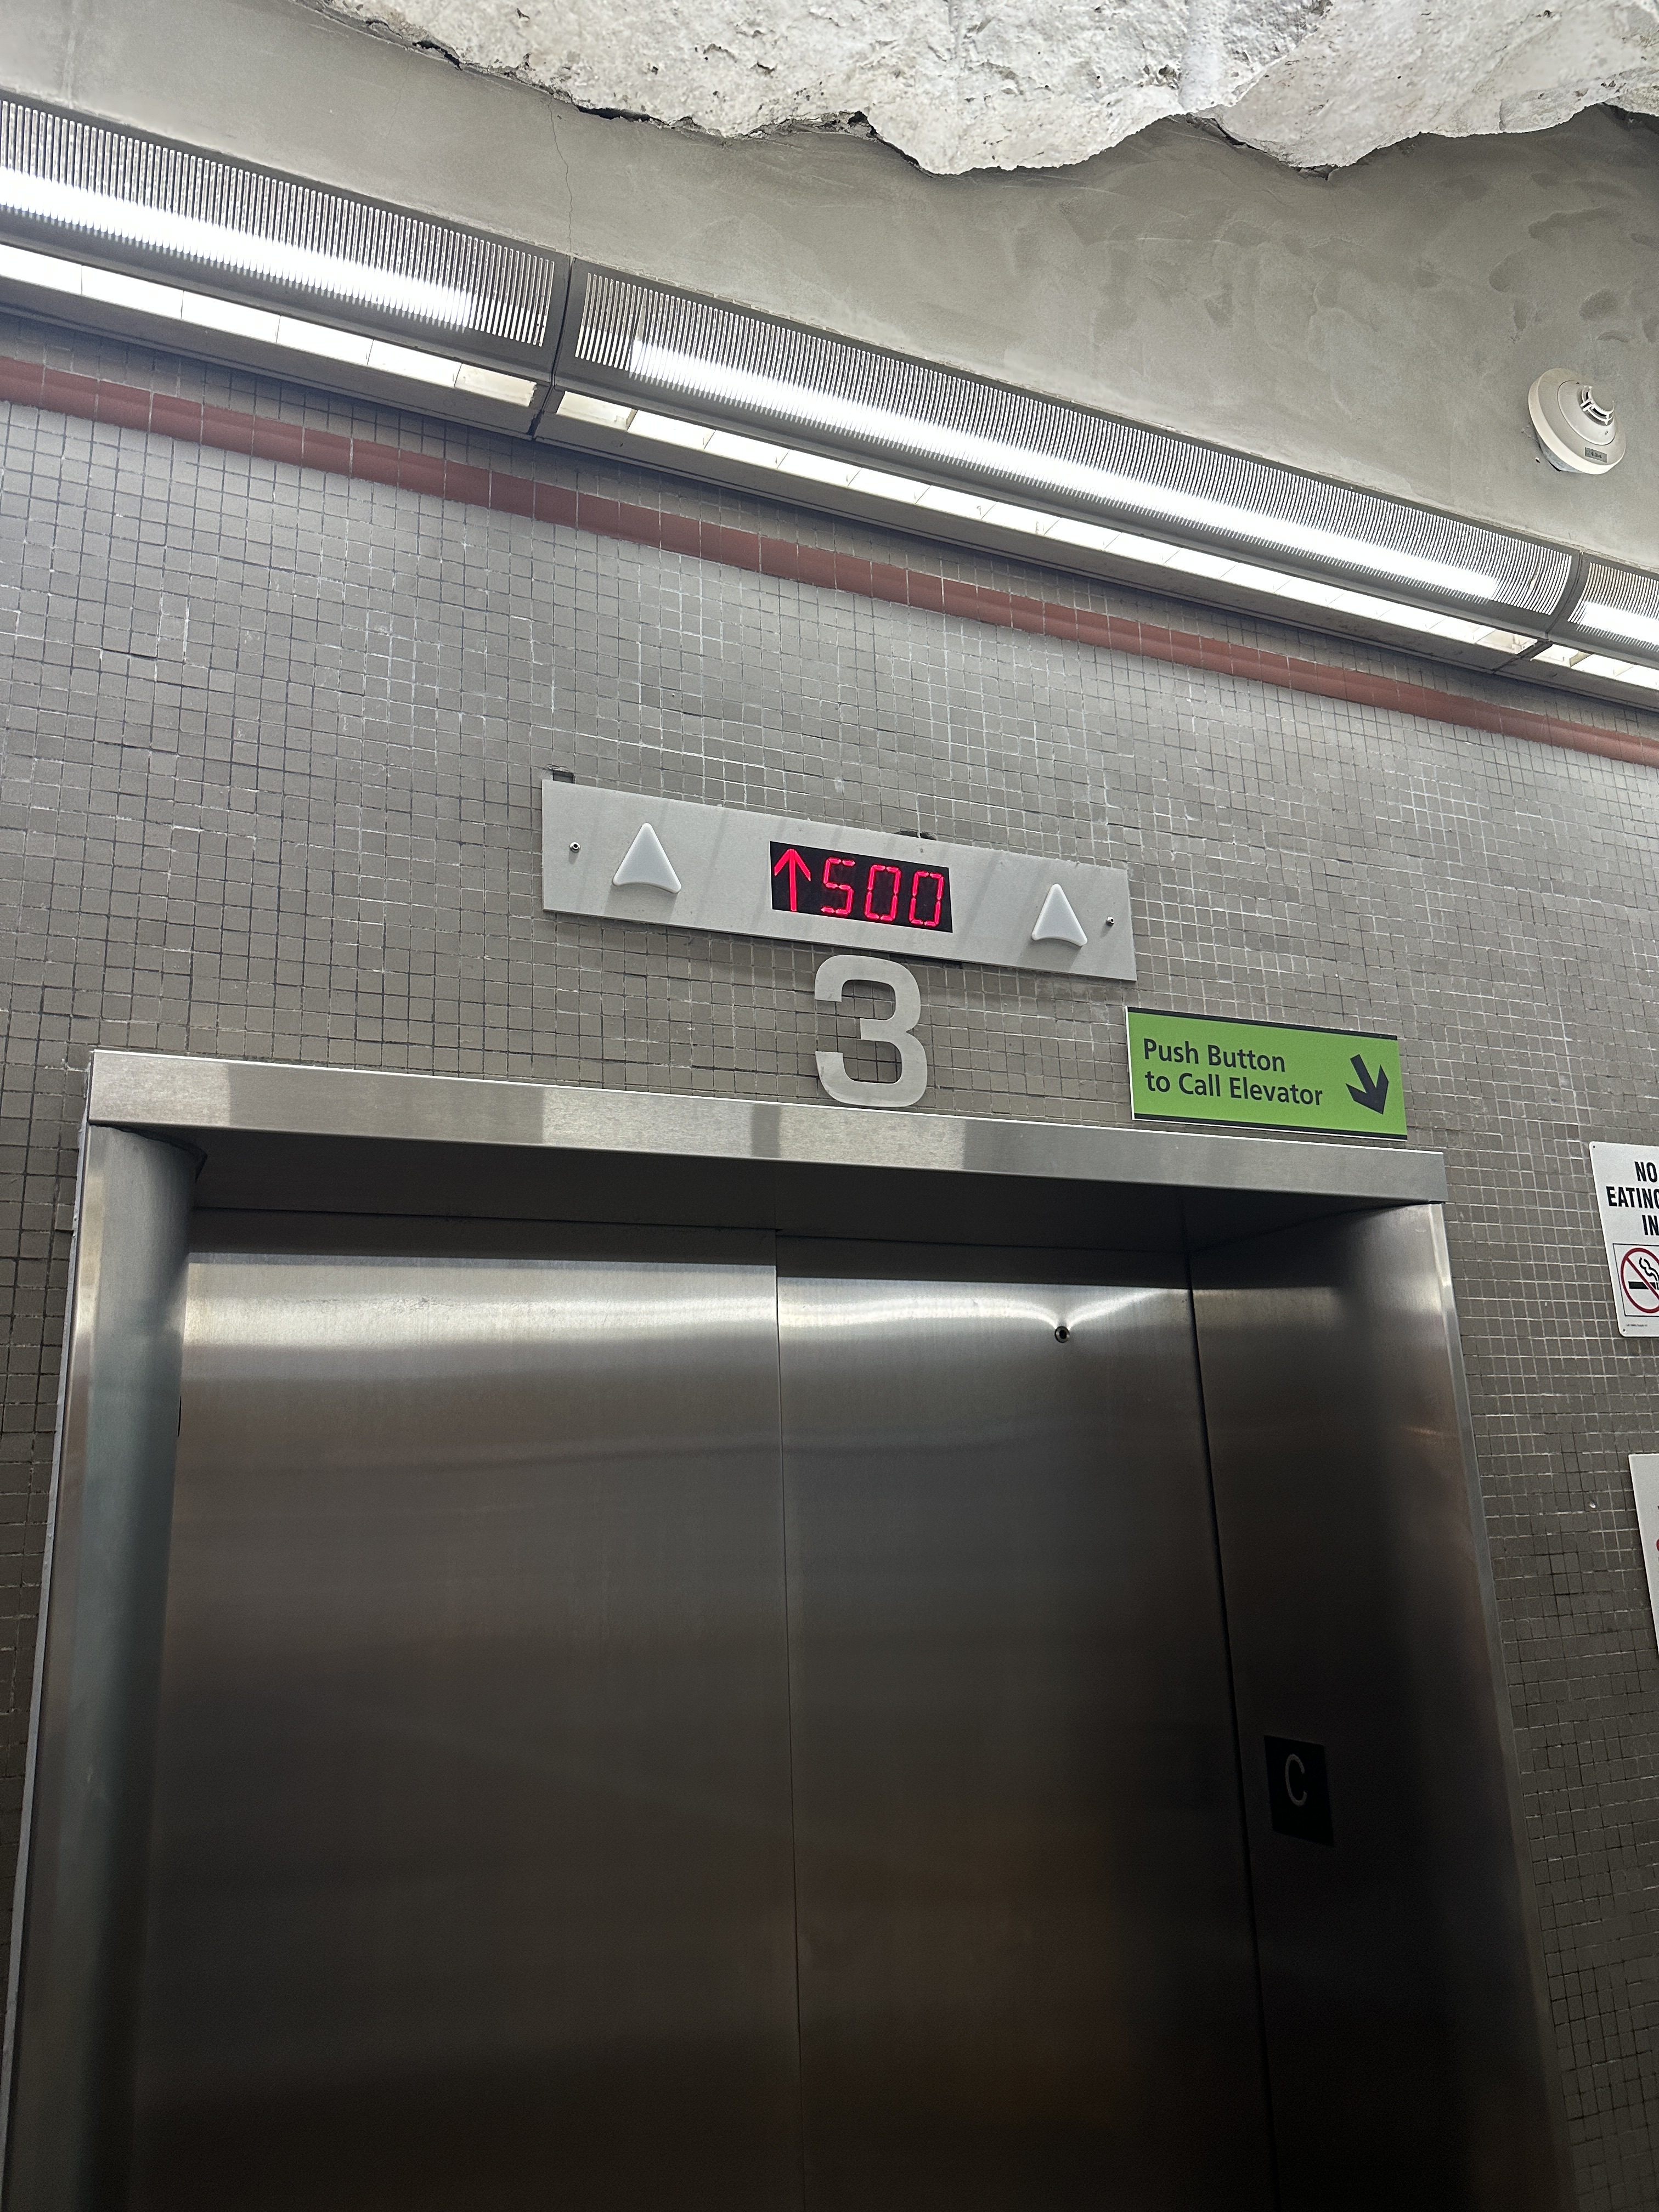 ↑500
3
Push Button
to Call Elevator
NO
EATING
IN
C